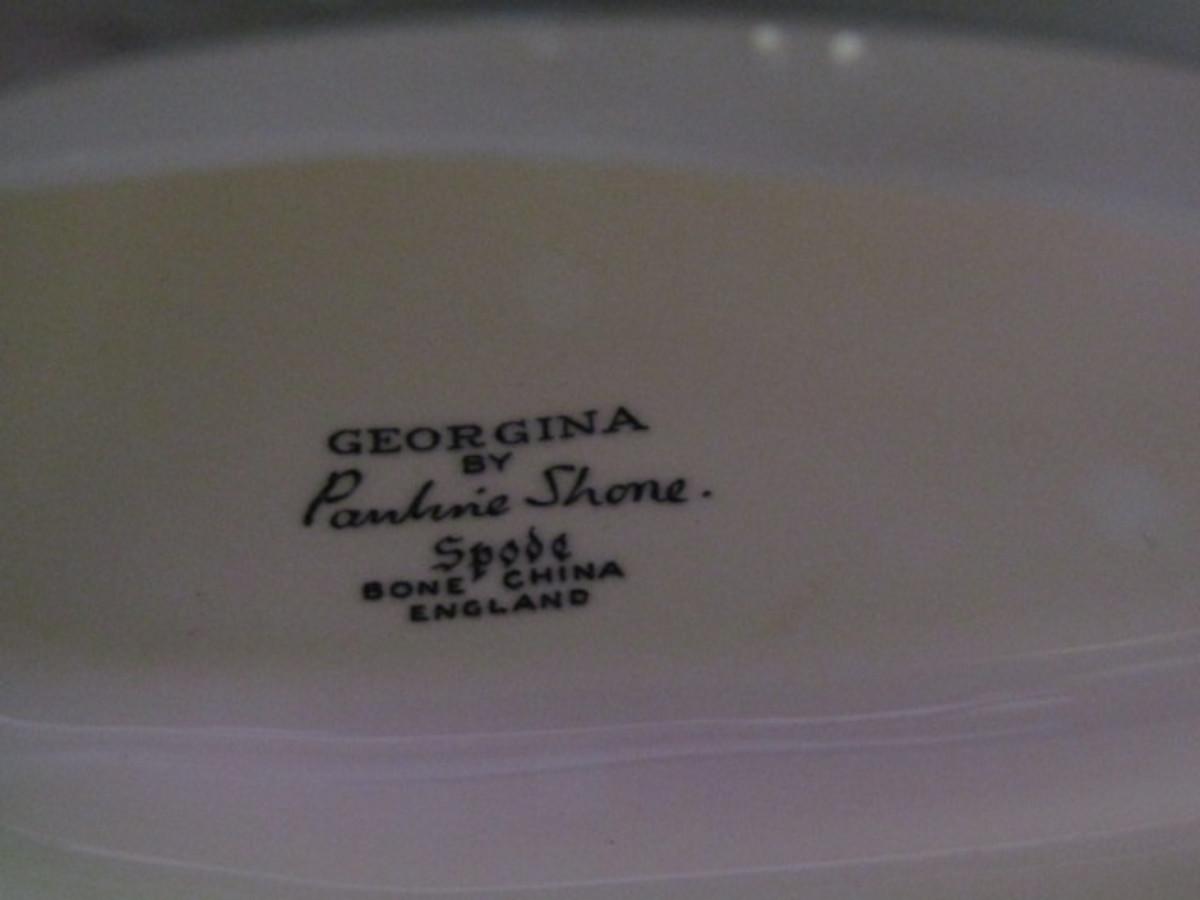 GEORGINA
BY
Pauline Shone.
Spode
BONE CHINA
ENGLAND